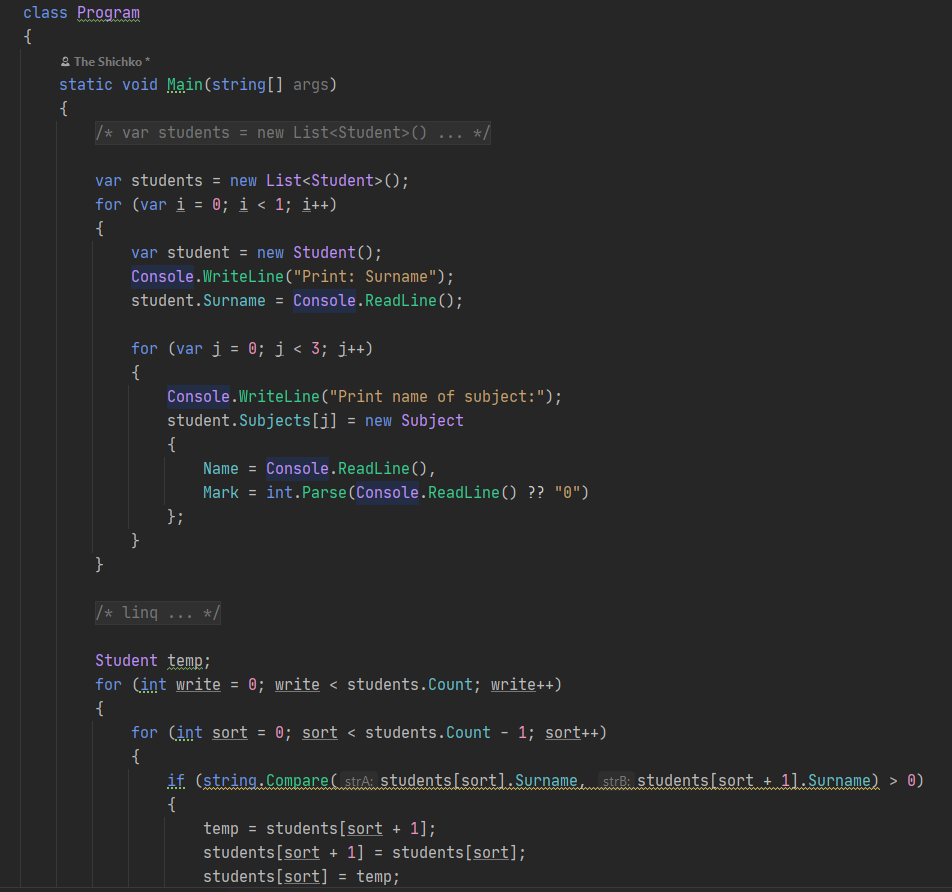 class Program
{
The Shichko *
static void Main(string[] args)
{
/* var students = new List<Student>() ... */
var students = new List<Student>();
for (var i = 0; i < 1; i++)
{
var student = new Student();
Console.WriteLine("Print: Surname");
student.Surname = Console.ReadLine();
for (var j = 0; j < 3; j++)
{
Console.WriteLine("Print name of subject:");
student.Subjects[j] = new Subject
{
Name = Console.ReadLine(),
Mark = int.Parse(Console.ReadLine() ?? "0")
};
}
}
/* linq ... */
Student temp;
for (int write = 0; write < students.Count; write++)
{
for (int sort = 0; sort < students.Count - 1; sort++)
{
if (string.Compare( strA: students[sort].Surname, strB: students[sort + 1].Surname) > 0)
{
temp = students[sort + 1];
students[sort + 1] = students[sort];
students[sort] = temp;